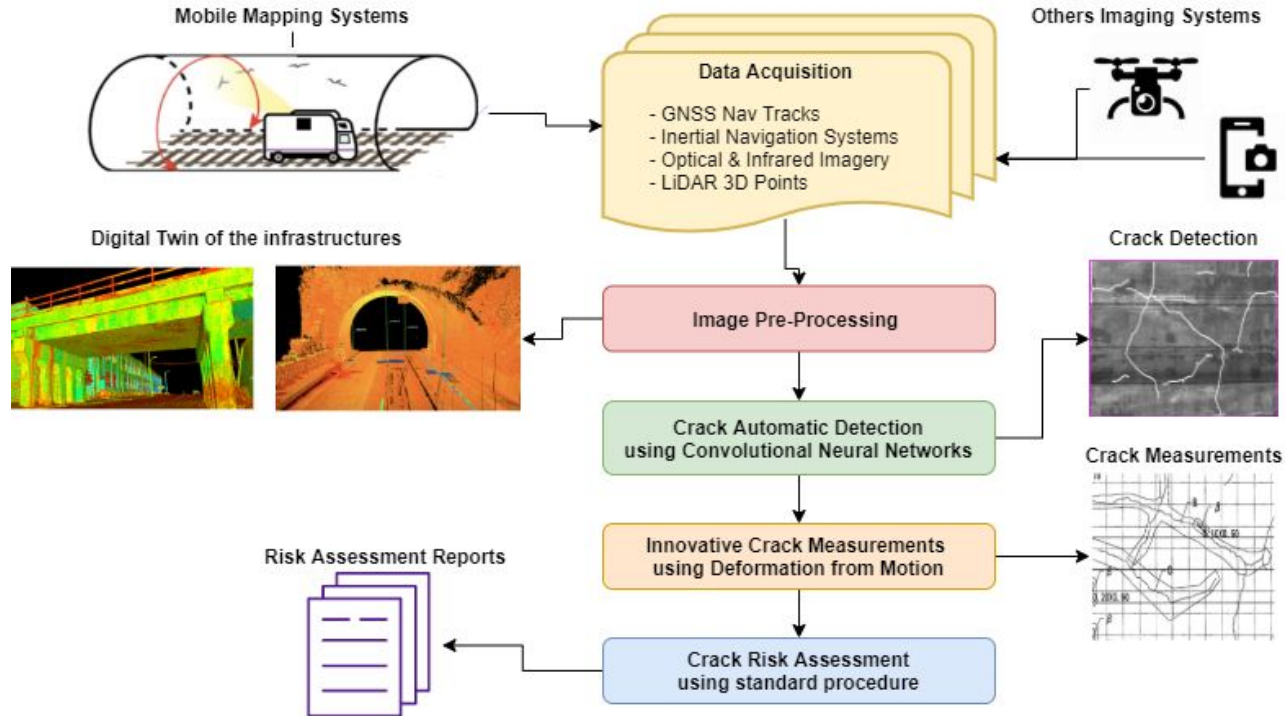 Mobile Mapping Systems
Others Imaging Systems
Data Acquisition
- GNSS Nav Tracks
- Inertial Navigation Systems
- Optical & Infrared Imagery
- LiDAR 3D Points
Digital Twin of the infrastructures
Crack Detection
Image Pre-Processing
Crack Automatic Detection
using Convolutional Neural Networks
Crack Measurements
Innovative Crack Measurements
using Deformation from Motion
Risk Assessment Reports
Crack Risk Assessment
using standard procedure